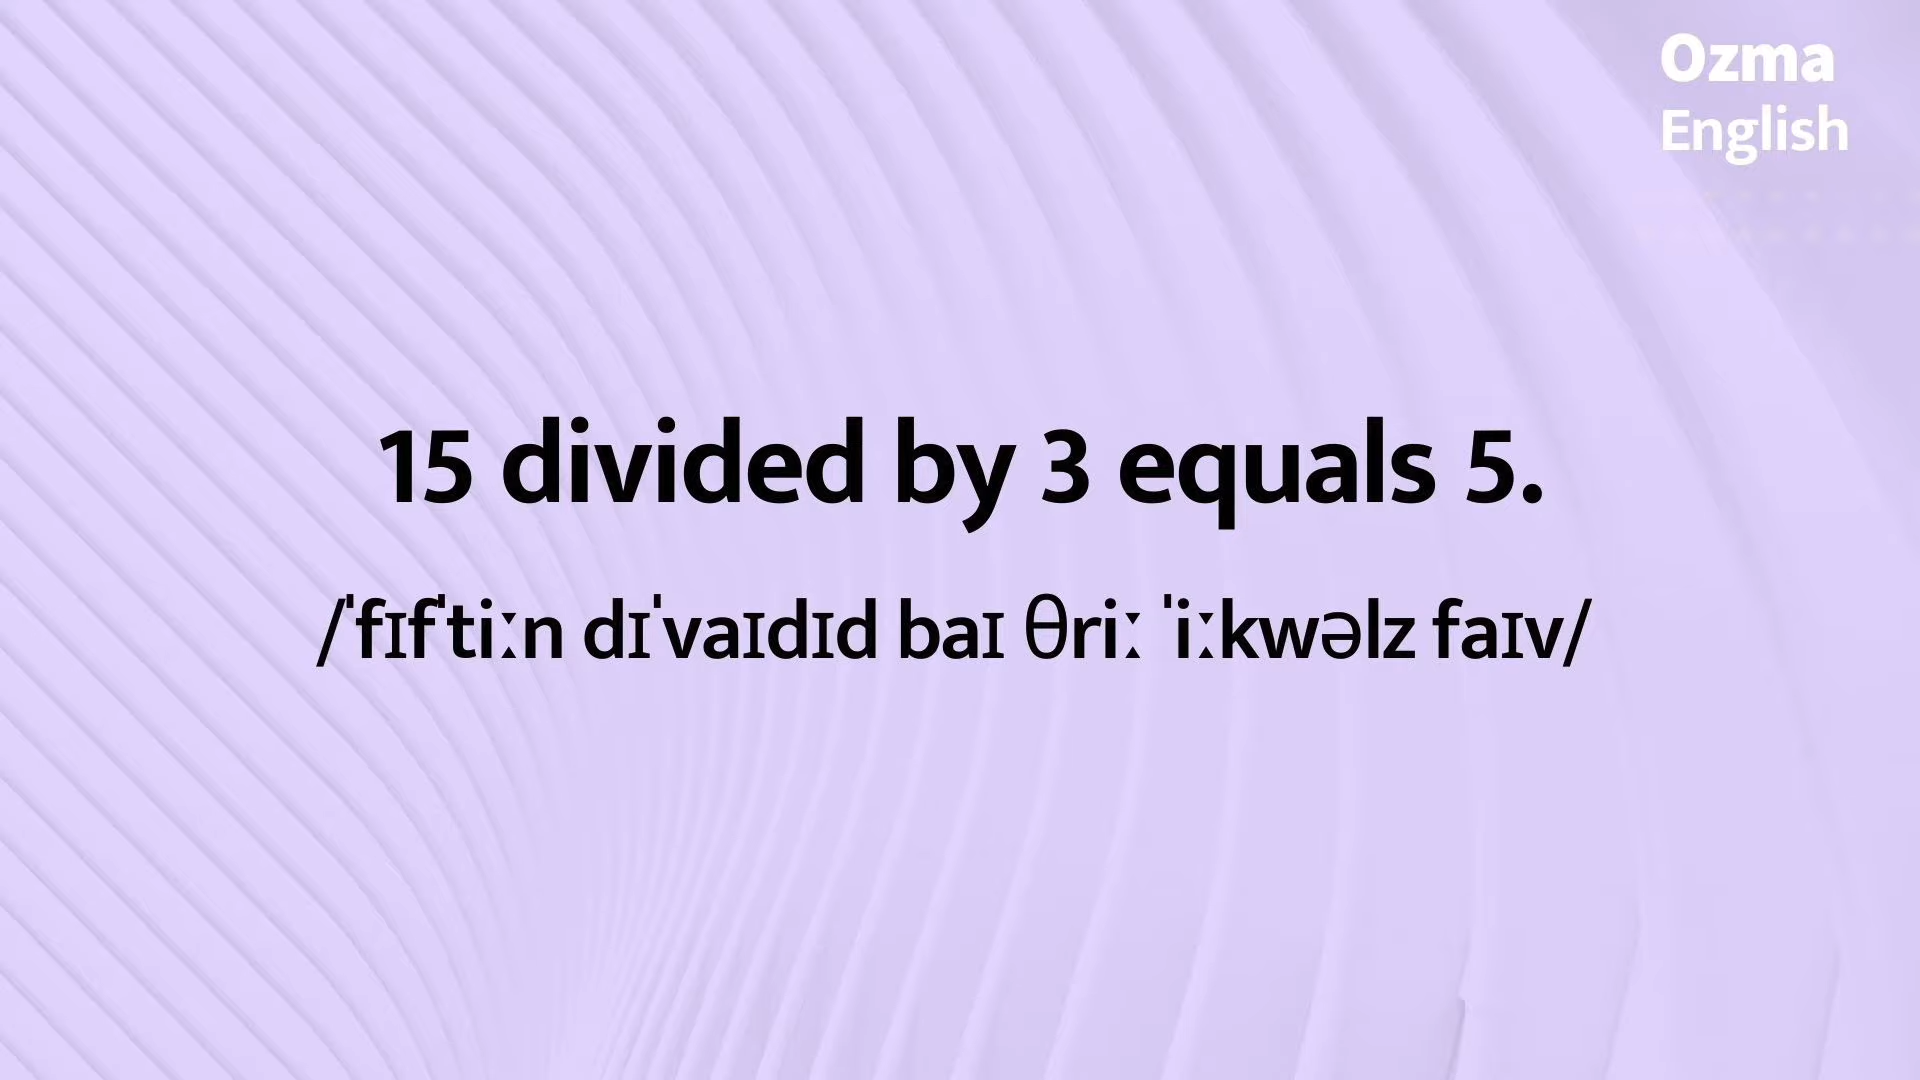 Ozma
English
15 divided by 3 equals 5.
/ˈfɪfˈtiːn dɪˈvaɪdɪd baɪ θriː ˈiːkwəlz faɪv/